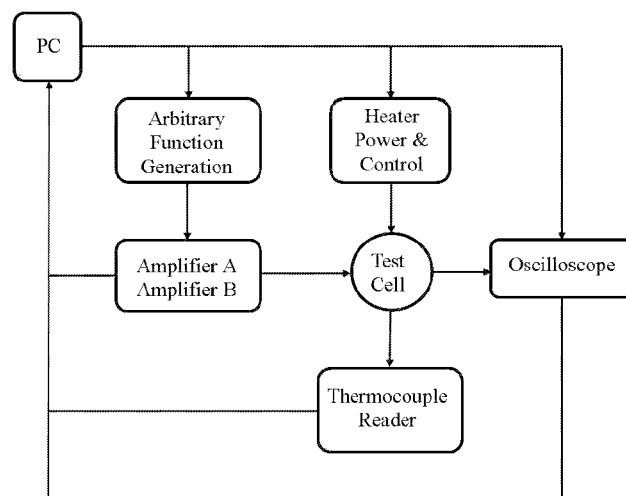 PC
Arbitrary
Function
Generation
Heater
Power &
Control
Amplifier A
Amplifier B
Test
Cell
Oscilloscope
Thermocouple
Reader